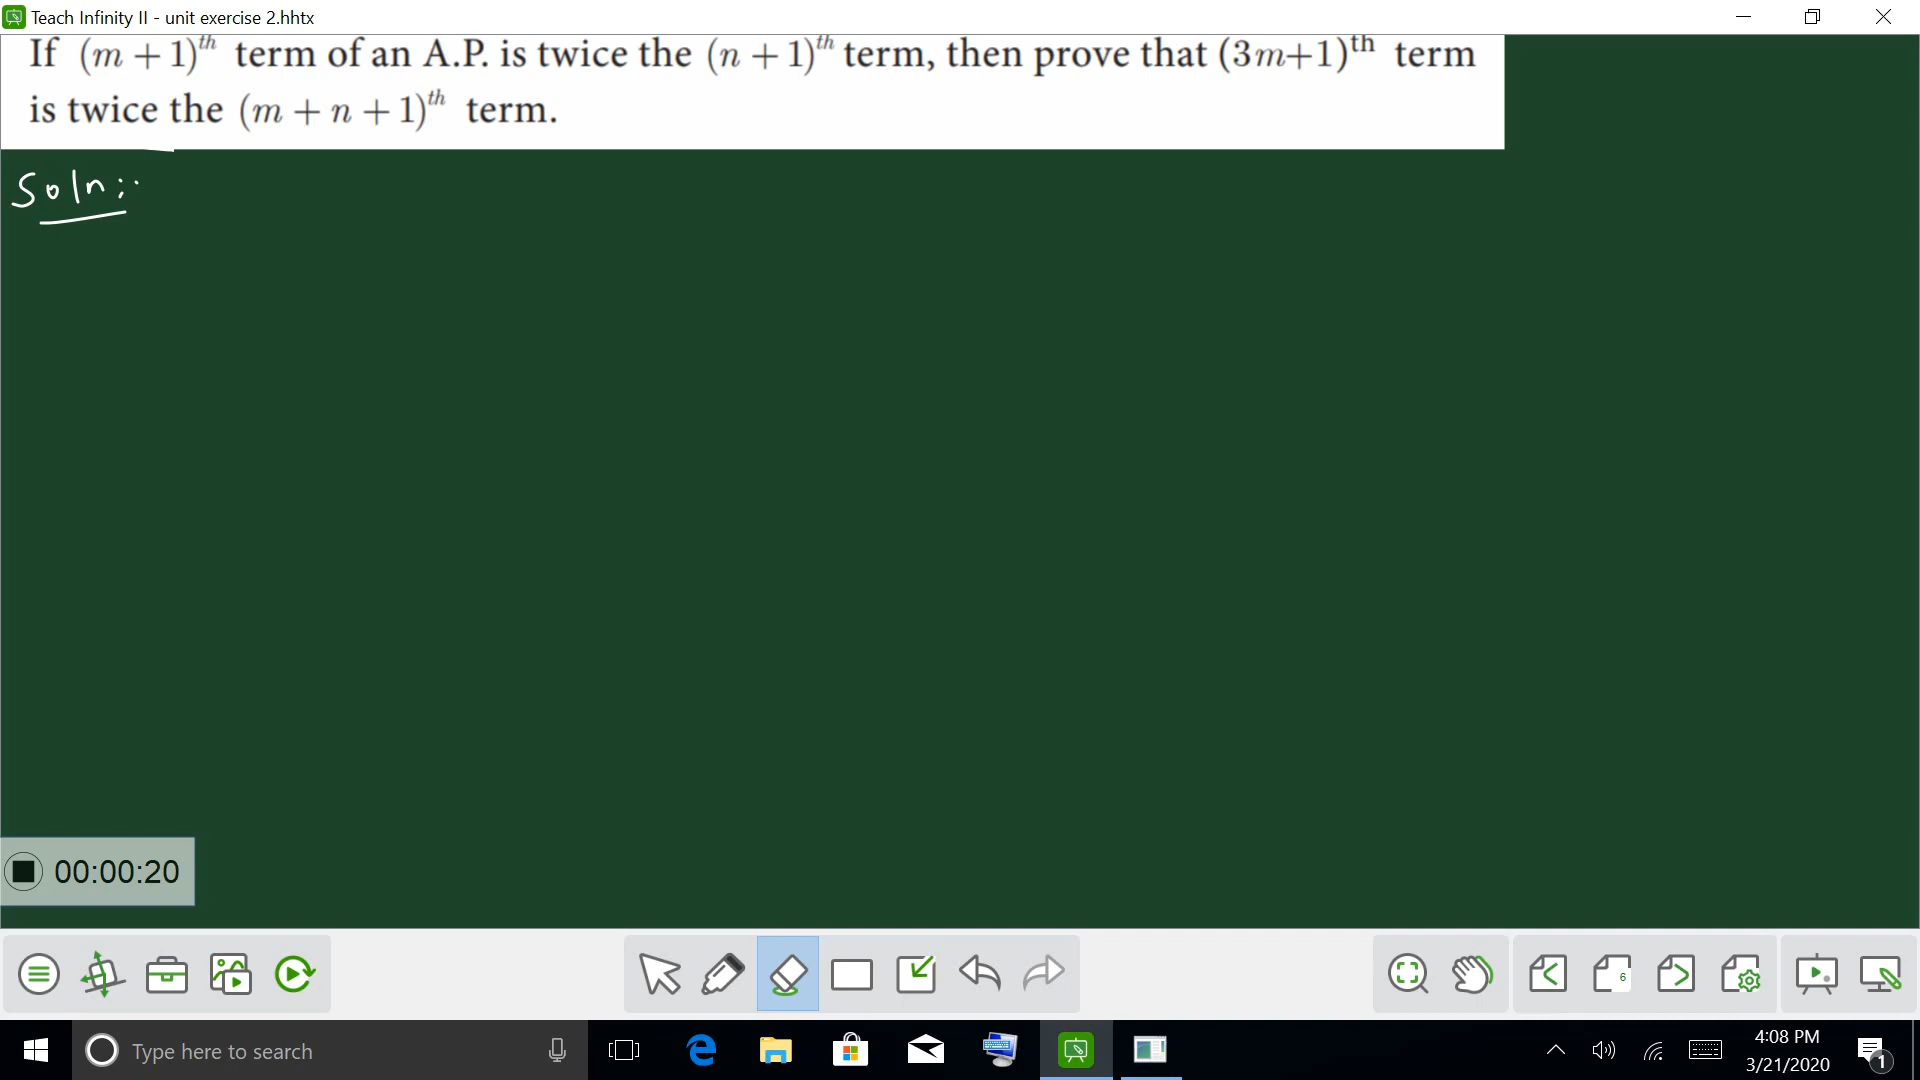 Teach Infinity II - unit exercise 2.hhtx
If (m + 1)th term of an A.P. is twice the (n + 1)th term, then prove that (3m+1)th term
is twice the (m + n + 1)th term.
Soln:-
00:00:20
6
Type here to search
4:08 PM
3/21/2020
1